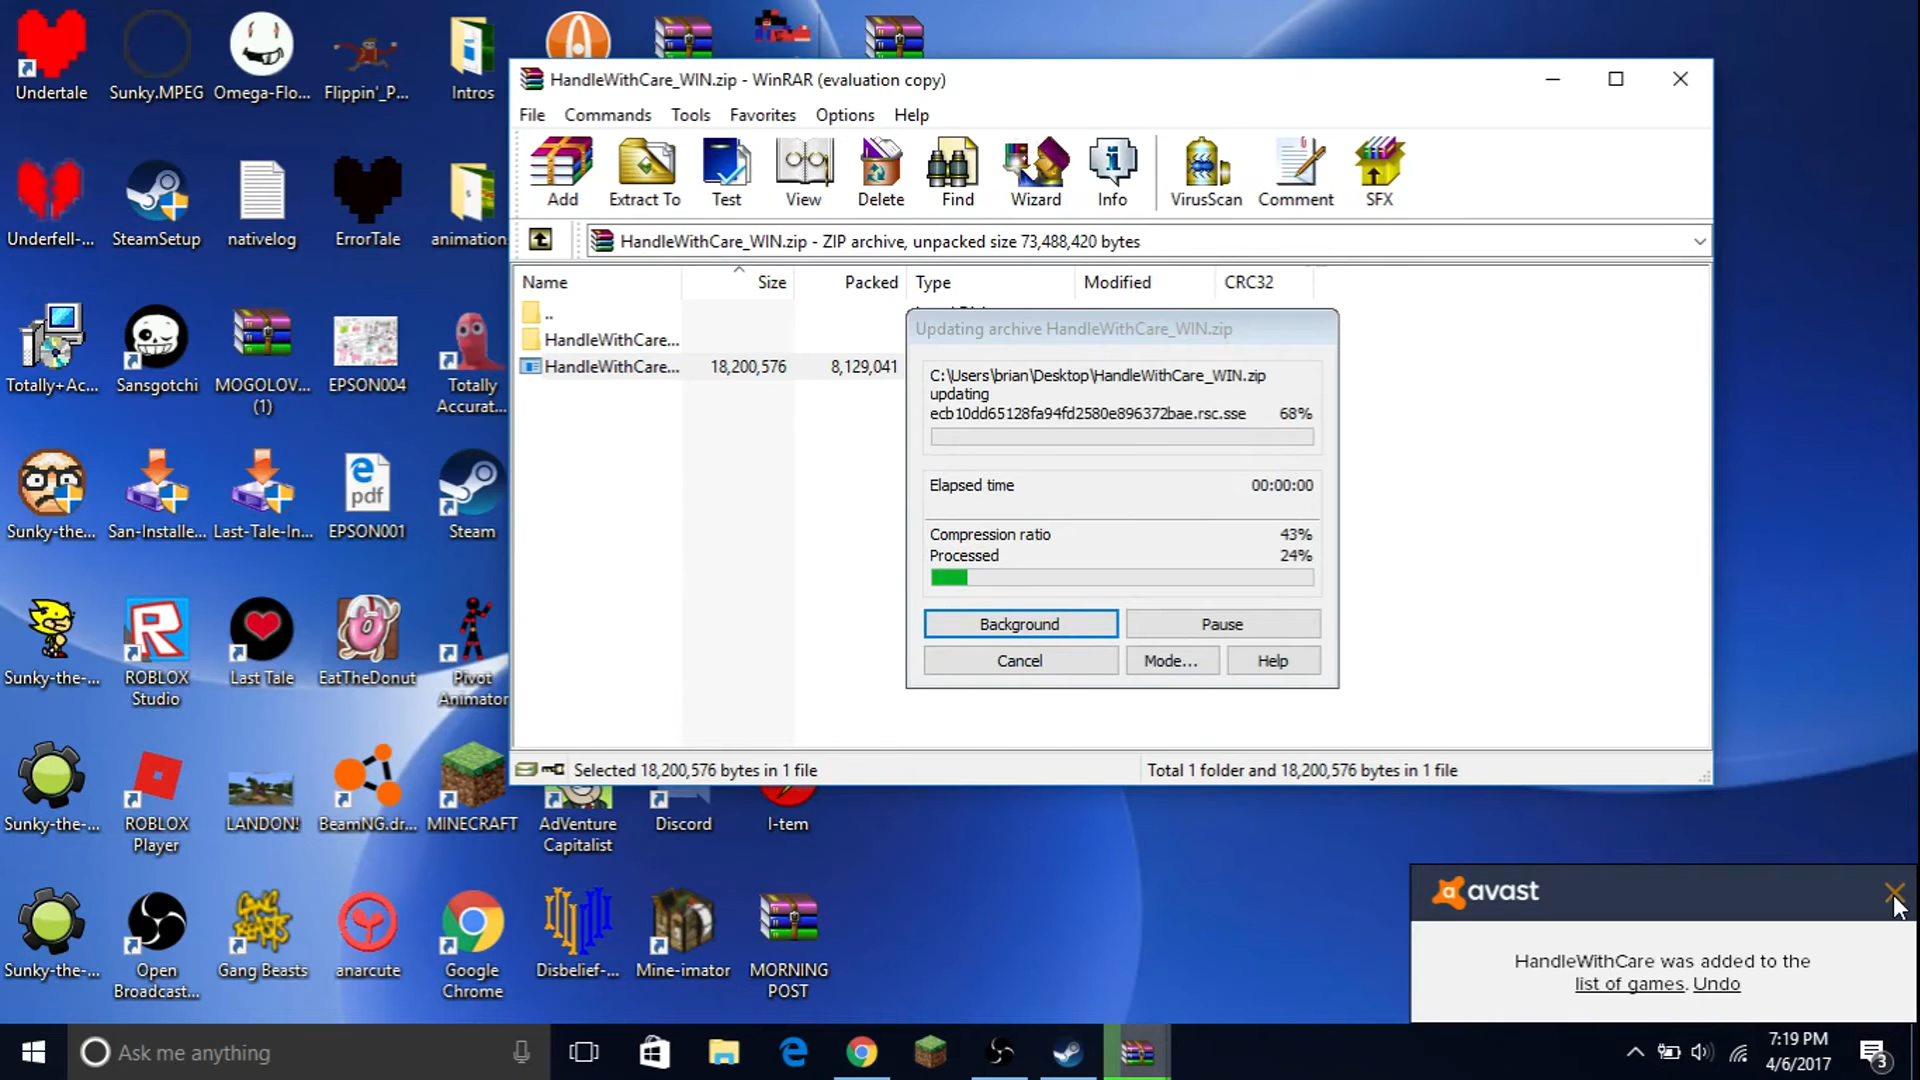 Undertale
Sunky.MPEG
Omega-Flo...
Flippin'_P...
Intros
Underfell-...
SteamSetup
nativelog
ErrorTale
animation
Totally+Ac...
Sansgotchi
MOGOLOV...
(1)
EPSON004
Totally
Accurat...
Sunky-the...
San-Installe...
Last-Tale-In...
pdf
EPSON001
Steam
Sunky-the-...
ROBLOX
Studio
Last Tale
EatTheDonut
Pivot
Animator
Sunky-the-...
ROBLOX
Player
LANDON!
BeamNG.dr...
MINECRAFT
AdVenture
Capitalist
Discord
I-tem
Sunky-the-...
Open
Broadcast...
GANG BEASTS
Gang Beasts
anarcute
Google
Chrome
Disbelief-...
Mine-imator
MORNING
POST
HandleWithCare_WIN.zip - WinRAR (evaluation copy)
File Commands Tools Favorites Options Help
Add Extract To Test View Delete Find Wizard Info VirusScan Comment SFX
HandleWithCare_WIN.zip - ZIP archive, unpacked size 73,488,420 bytes
Name Size Packed Type Modified CRC32
..
HandleWithCare...
HandleWithCare... 18,200,576 8,129,041
Updating archive HandleWithCare_WIN.zip
C:\Users\brian\Desktop\HandleWithCare_WIN.zip
updating
ecb10dd65128fa94fd2580e896372bae.rsc.sse 68%
Elapsed time 00:00:00
Compression ratio 43%
Processed 24%
Background Pause
Cancel Mode... Help
Selected 18,200,576 bytes in 1 file Total 1 folder and 18,200,576 bytes in 1 file
avast
HandleWithCare was added to the
list of games. Undo
Ask me anything
7:19 PM
4/6/2017
3